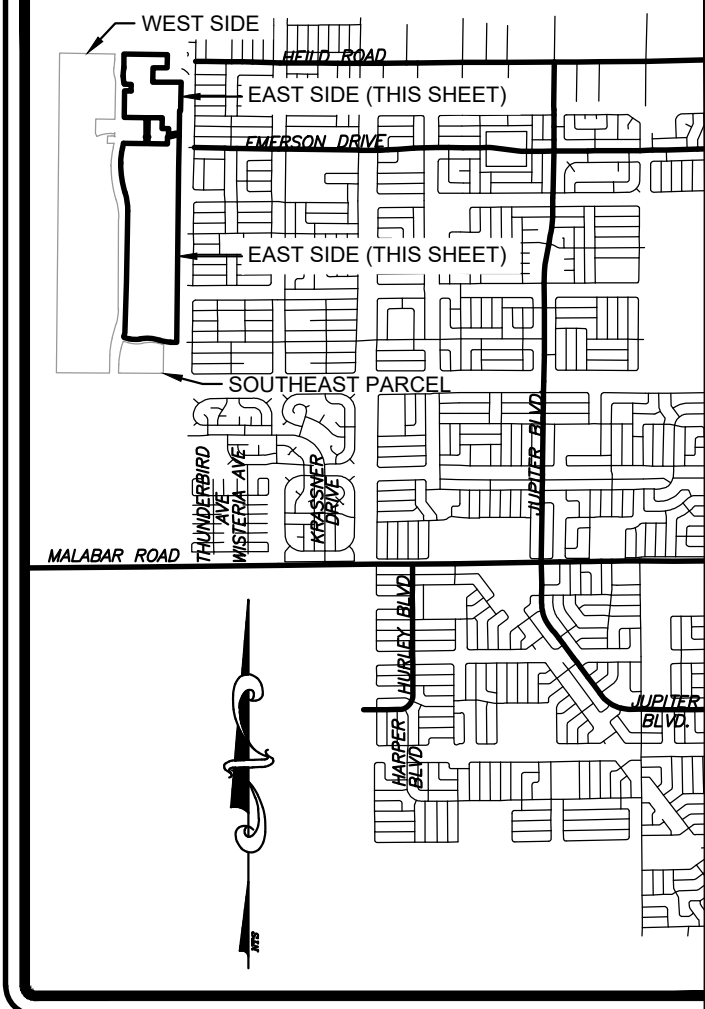 WEST SIDE
HEILD ROAD
EAST SIDE (THIS SHEET)
EMERSON DRIVE
EAST SIDE (THIS SHEET)
SOUTHEAST PARCEL
JUPITER BLVD.
THUNDERBIRD
AVE
WISTERIA AVE
KRASSNER
DRIVE
MALABAR ROAD
HURLEY BLVD
HARPER
BLVD
JUPITER
BLVD.
NTS